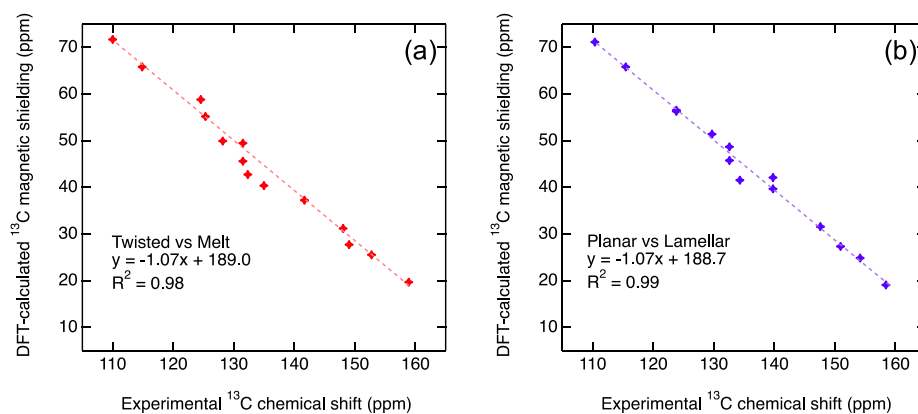 (a)
DFT-calculated ¹³C magnetic shielding (ppm)
70
60
50
40
30
20
10
Twisted vs Melt
y = -1.07x + 189.0
R² = 0.98
110 120 130 140 150 160
Experimental ¹³C chemical shift (ppm)
(b)
DFT-calculated ¹³C magnetic shielding (ppm)
70
60
50
40
30
20
10
Planar vs Lamellar
y = -1.07x + 188.7
R² = 0.99
110 120 130 140 150 160
Experimental ¹³C chemical shift (ppm)